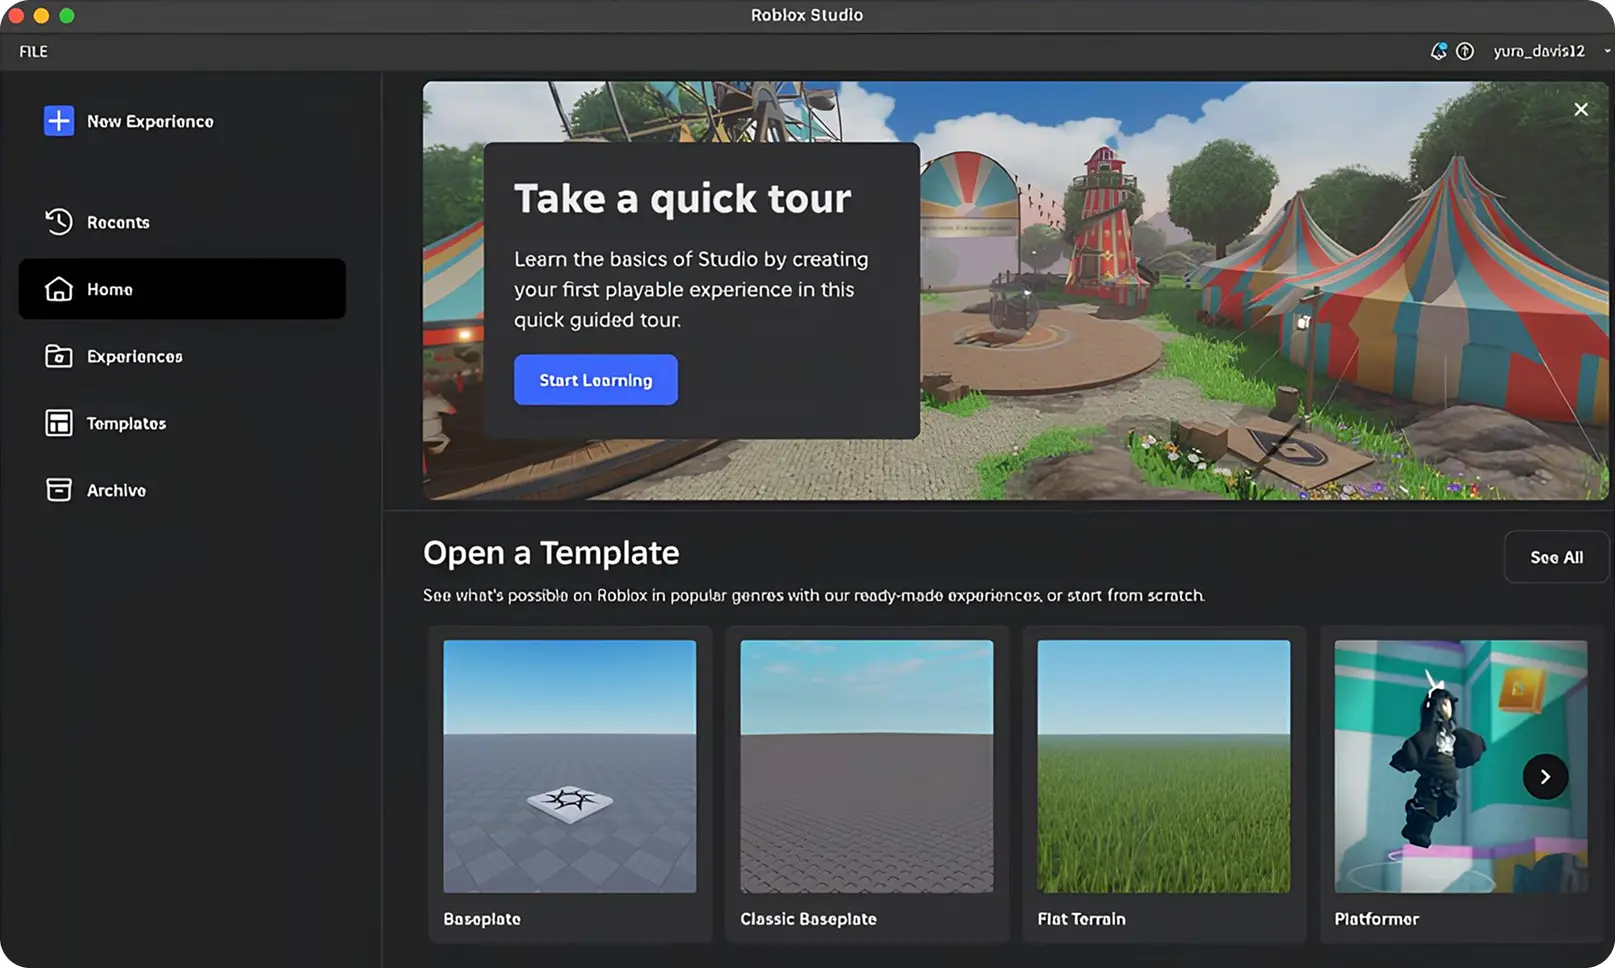 Roblox Studio
FILE
yura_davis12
New Experience
Recents
Home
Experiences
Templates
Archive
Take a quick tour
Learn the basics of Studio by creating
your first playable experience in this
quick guided tour.
Start Learning
Open a Template
See All
See what's possible on Roblox in popular genres with our ready-made experiences, or start from scratch.
Baseplate
Classic Baseplate
Flat Terrain
Platformer